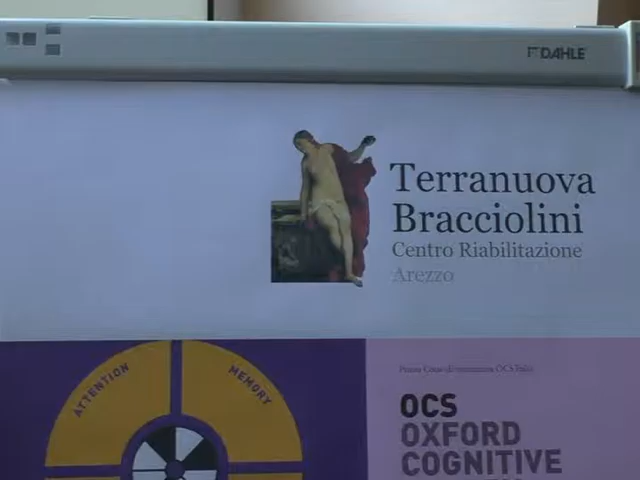 DAHLE
Terranuova
Bracciolini
Centro Riabilitazione
Arezzo
ATTENTION
MEMORY
OCS
OXFORD
COGNITIVE